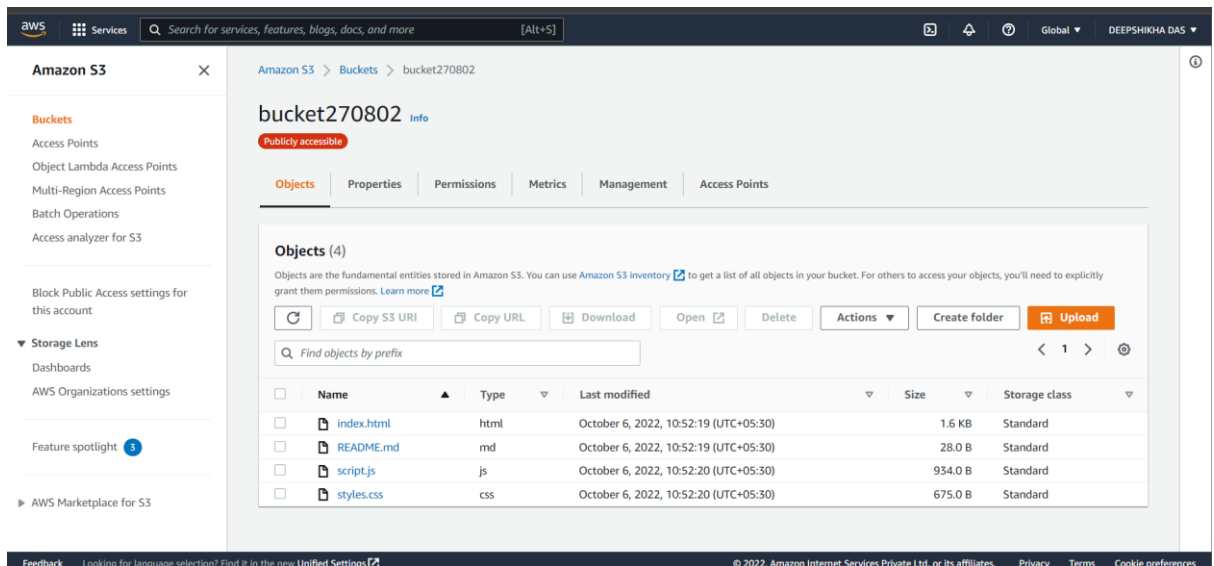 aws Services Search for services, features, blogs, docs, and more [Alt+S] Global ▼ DEEPSHIKHA DAS ▼
Amazon S3 ×
Buckets
Access Points
Object Lambda Access Points
Multi-Region Access Points
Batch Operations
Access analyzer for S3
Block Public Access settings for
this account
▼ Storage Lens
Dashboards
AWS Organizations settings
Feature spotlight 3
▶ AWS Marketplace for S3
Amazon S3 > Buckets > bucket270802
bucket270802 Info
Publicly accessible
Objects Properties Permissions Metrics Management Access Points
Objects (4)
Objects are the fundamental entities stored in Amazon S3. You can use Amazon S3 inventory to get a list of all objects in your bucket. For others to access your objects, you'll need to explicitly
grant them permissions. Learn more
Copy S3 URI Copy URL Download Open Delete Actions ▼ Create folder Upload
Find objects by prefix < 1 >
Name ▲ Type ▽ Last modified ▽ Size ▽ Storage class ▽
index.html html October 6, 2022, 10:52:19 (UTC+05:30) 1.6 KB Standard
README.md md October 6, 2022, 10:52:19 (UTC+05:30) 28.0 B Standard
script.js js October 6, 2022, 10:52:20 (UTC+05:30) 934.0 B Standard
styles.css css October 6, 2022, 10:52:20 (UTC+05:30) 675.0 B Standard
Feedback Looking for language selection? Find it in the new Unified Settings © 2022, Amazon Internet Services Private Ltd. or its affiliates. Privacy Terms Cookie preferences